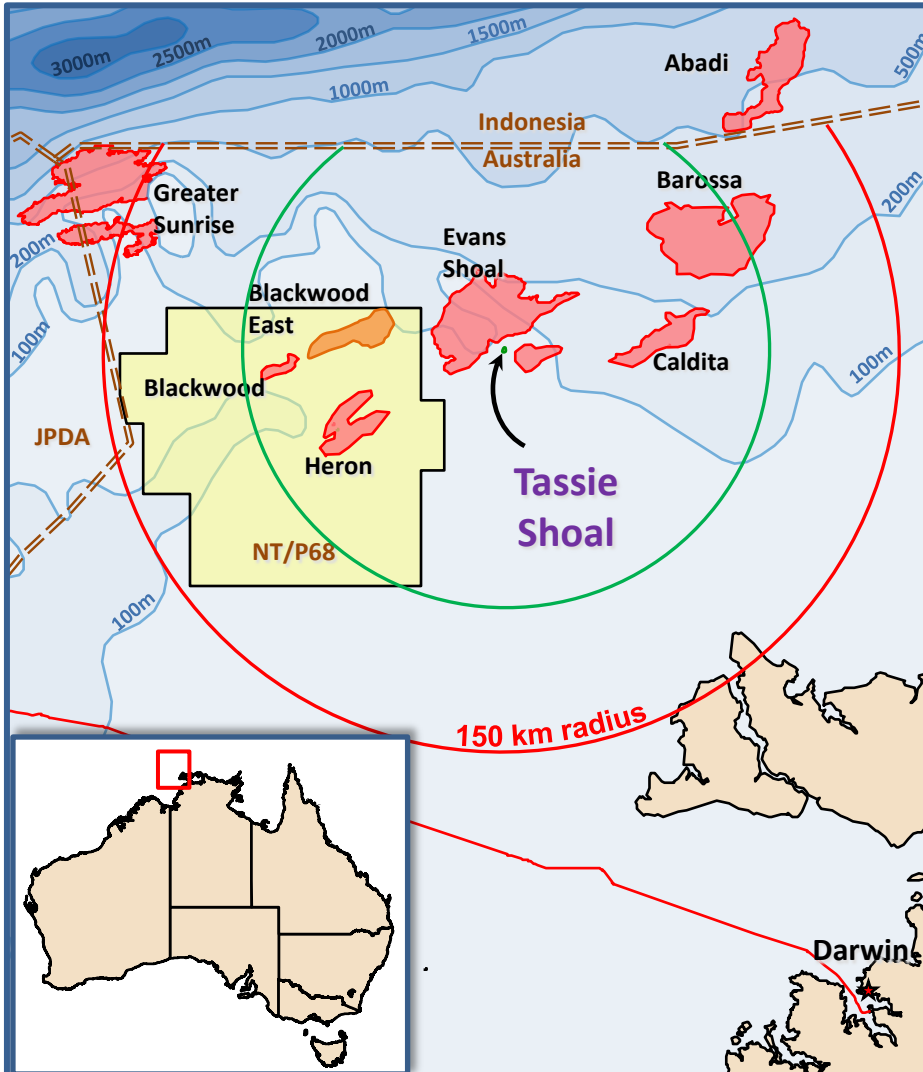 3000m
2500m
2000m
1500m
1000m
500m
Abadi
Indonesia
Australia
Greater
Sunrise
Barossa
200m
200m
Evans
Shoal
Blackwood
East
100m
Blackwood
Caldita
100m
JPDA
Heron
Tassie
Shoal
NT/P68
100m
150 km radius
Darwin